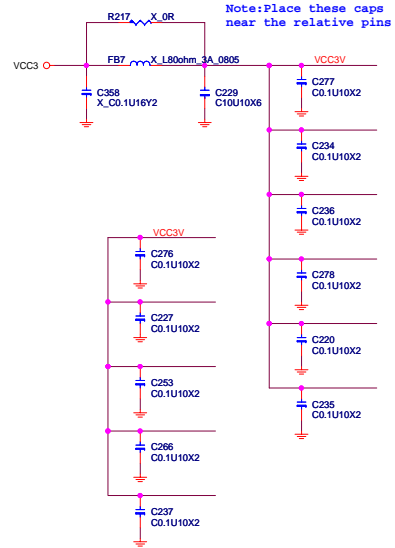 Note:Place these caps
near the relative pins
R217 X_0R
VCC3 FB7 X_L80ohm_3A_0805 VCC3V
C358
X_C0.1U16Y2
C229
C10U10X6
C277
C0.1U10X2
C234
C0.1U10X2
C236
C0.1U10X2
C278
C0.1U10X2
C220
C0.1U10X2
C235
C0.1U10X2
VCC3V
C276
C0.1U10X2
C227
C0.1U10X2
C253
C0.1U10X2
C266
C0.1U10X2
C237
C0.1U10X2